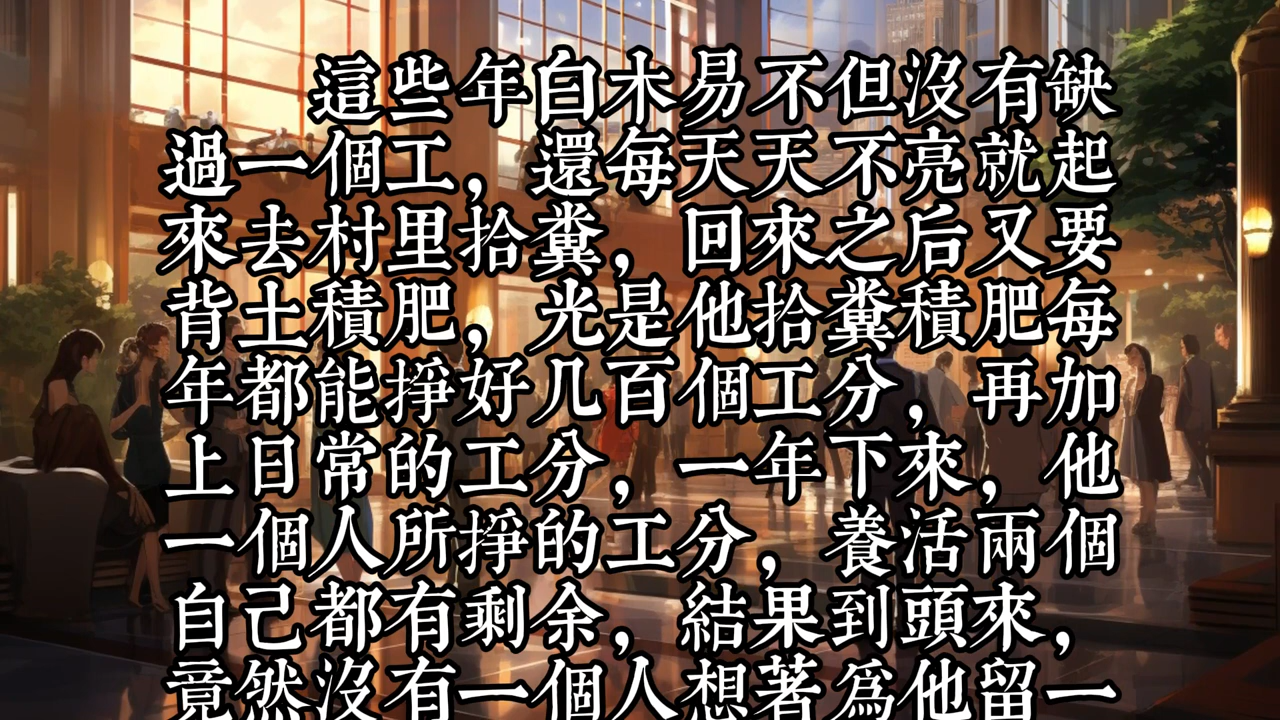 這些年白木易不但沒有缺
過一個工，還每天天不亮就起
來去村里拾糞，回來之后又要
背土積肥，光是他拾糞積肥每
年都能掙好几百個工分，再加
上日常的工分，一年下來，他
一個人所掙的工分，養活兩個
自己都有剩余，結果到頭來，
竟然沒有一個人想著爲他留一